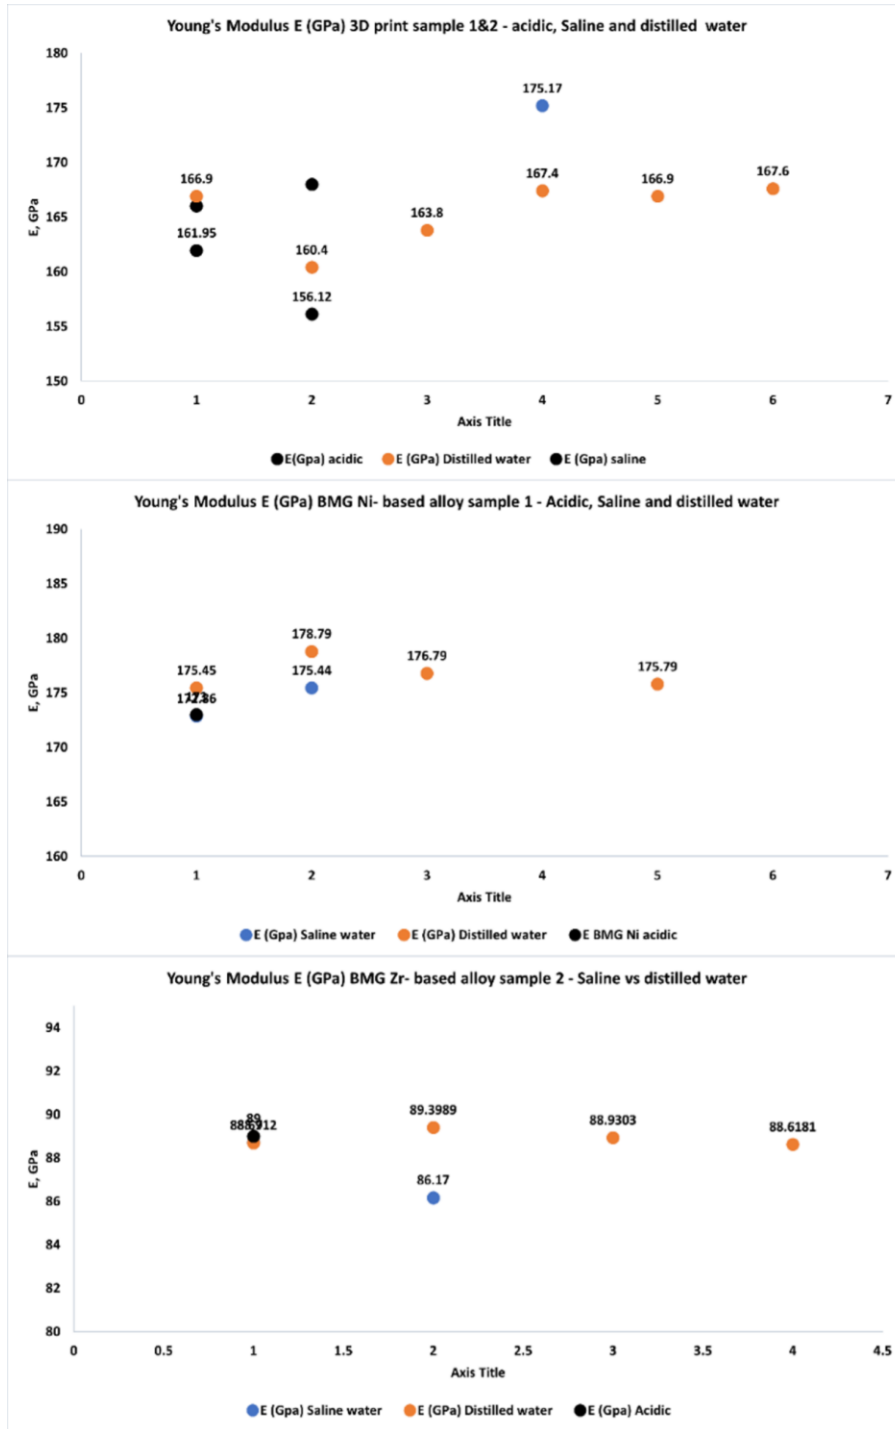 Young's Modulus E (GPa) 3D print sample 1&2 - acidic, Saline and distilled water
180
175.17
175
170
166.9
167.4
166.9
167.6
165
163.8
161.95
160.4
160
156.12
155
150
E, GPa
0 1 2 3 4 5 6 7
Axis Title
E(Gpa) acidic E (GPa) Distilled water E (Gpa) saline
Young's Modulus E (GPa) BMG Ni- based alloy sample 1 - Acidic, Saline and distilled water
190
185
180
178.79
176.79
175.45
175.44
175.79
175
172.86
170
165
160
E, GPa
0 1 2 3 4 5 6 7
Axis Title
E (Gpa) Saline water E (GPa) Distilled water E BMG Ni acidic
Young's Modulus E (GPa) BMG Zr- based alloy sample 2 - Saline vs distilled water
94
92
90
89.3989
89
88.9303
88.6181
88
86.17
86
84
82
80
E, GPa
0 0.5 1 1.5 2 2.5 3 3.5 4 4.5
Axis Title
E (Gpa) Saline water E (GPa) Distilled water E (Gpa) Acidic